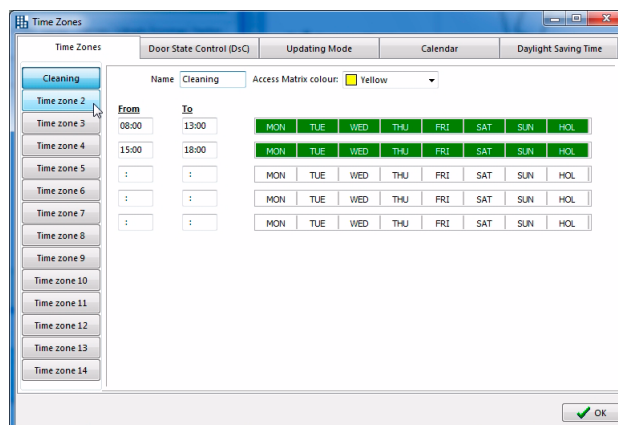 Time Zones
Time Zones Door State Control (DsC) Updating Mode Calendar Daylight Saving Time
Cleaning Name Cleaning Access Matrix colour: Yellow
Time zone 2 From To
Time zone 3 08:00 13:00 MON TUE WED THU FRI SAT SUN HOL
Time zone 4 15:00 18:00 MON TUE WED THU FRI SAT SUN HOL
Time zone 5 : : MON TUE WED THU FRI SAT SUN HOL
Time zone 6 : : MON TUE WED THU FRI SAT SUN HOL
Time zone 7 : : MON TUE WED THU FRI SAT SUN HOL
Time zone 8
Time zone 9
Time zone 10
Time zone 11
Time zone 12
Time zone 13
Time zone 14
OK